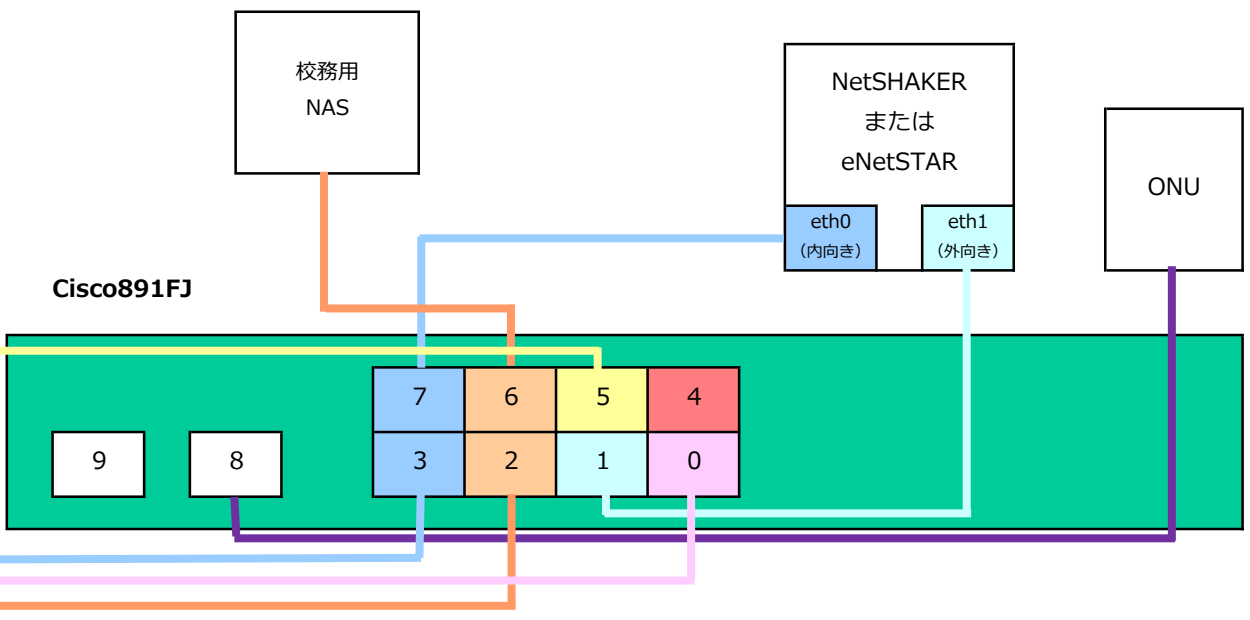 校務用
NAS
NetSHAKER
または
eNetSTAR
ONU
eth0
（内向き）
eth1
（外向き）
Cisco891FJ
7
6
5
4
9
8
3
2
1
0